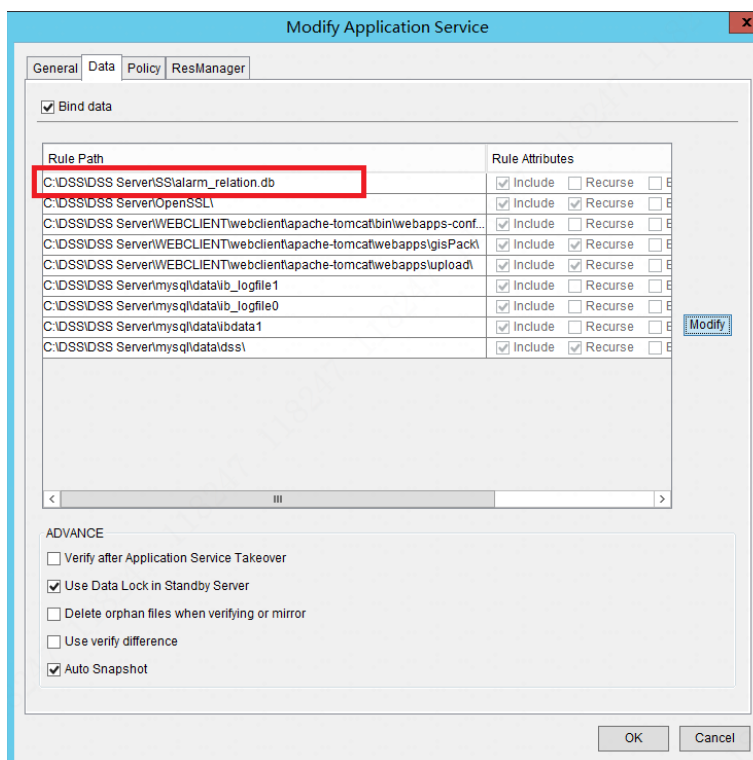 Modify Application Service
x
General Data Policy ResManager
Bind data
Rule Path Rule Attributes
C:\DSS\DSS Server\SS\alarm_relation.db Include Recurse E
C:\DSS\DSS Server\OpenSSL\ Include Recurse E
C:\DSS\DSS Server\WEBCLIENT\webclient\apache-tomcat\bin\webapps-conf... Include Recurse E
C:\DSS\DSS Server\WEBCLIENT\webclient\apache-tomcat\webapps\gisPack\ Include Recurse E
C:\DSS\DSS Server\WEBCLIENT\webclient\apache-tomcat\webapps\upload\ Include Recurse E
C:\DSS\DSS Server\mysql\data\ib_logfile1 Include Recurse E
C:\DSS\DSS Server\mysql\data\ib_logfile0 Include Recurse E
C:\DSS\DSS Server\mysql\data\ibdata1 Include Recurse E
C:\DSS\DSS Server\mysql\data\dss\ Include Recurse E
Modify
ADVANCE
Verify after Application Service Takeover
Use Data Lock in Standby Server
Delete orphan files when verifying or mirror
Use verify difference
Auto Snapshot
OK Cancel